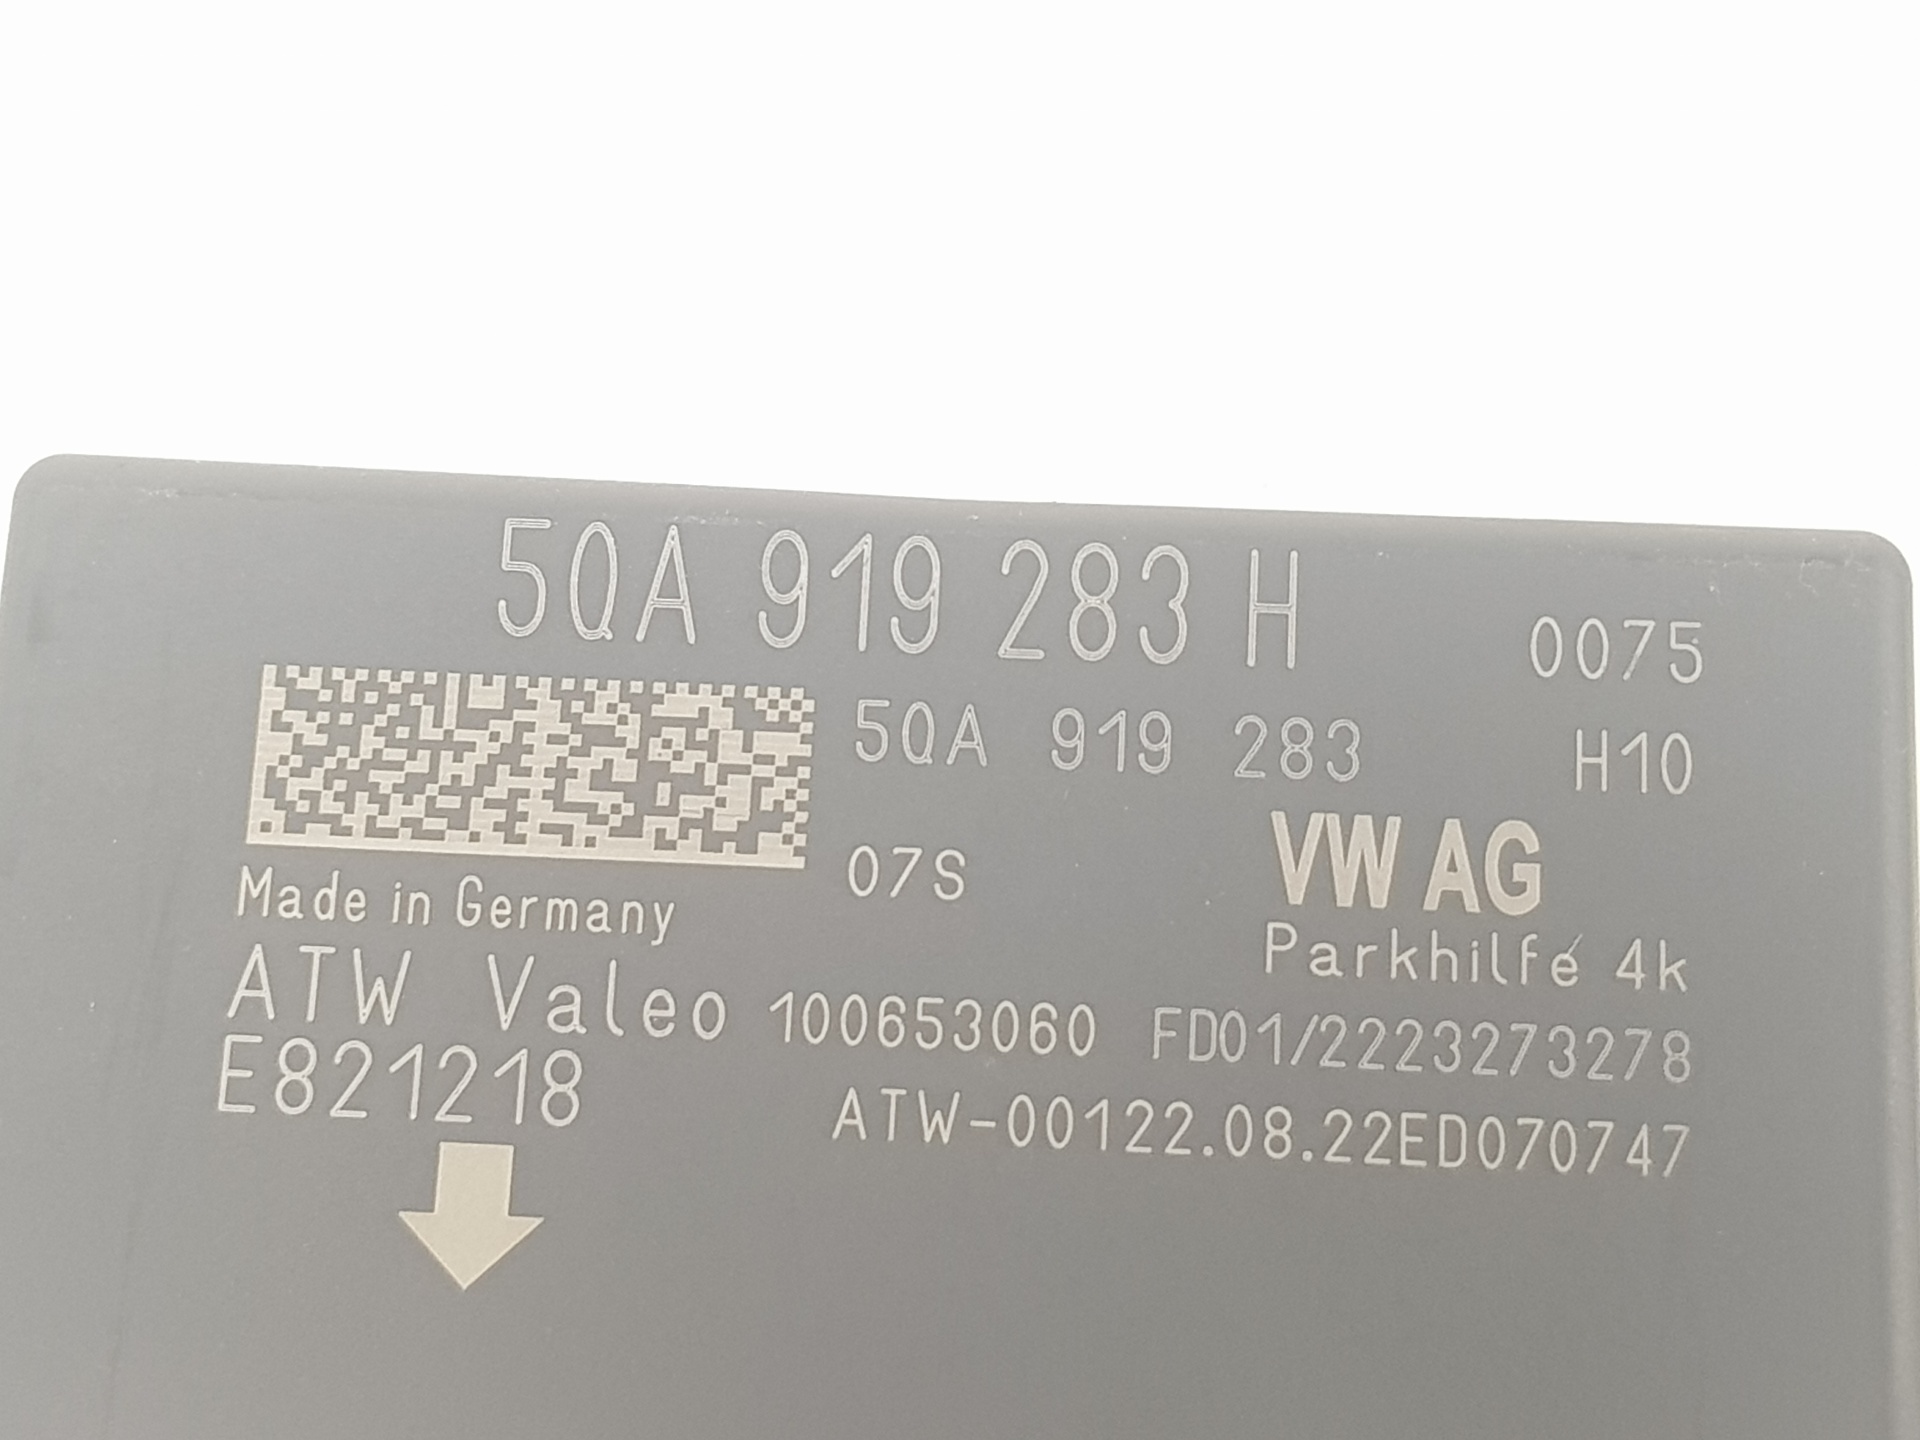 5QA 919 283 H
0075
5QA 919 283 H10
07S
VW AG
Made in Germany
Parkhilfe 4k
ATW Valeo 100653060 FD01/2223273278
E821218
ATW-00122.08.22ED070747